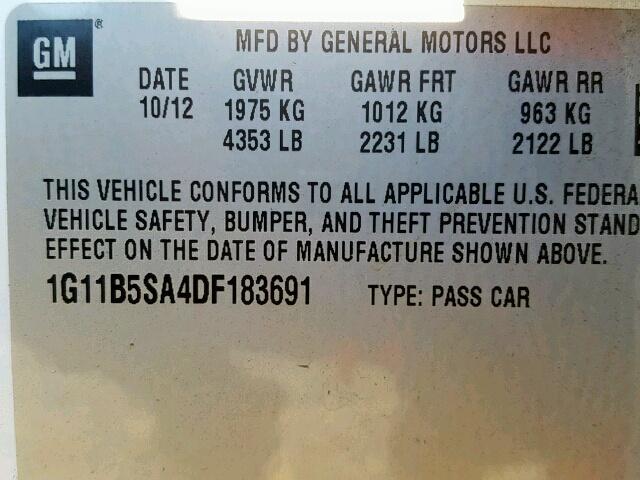 GM ®
MFD BY GENERAL MOTORS LLC
DATE GVWR GAWR FRT GAWR RR
10/12 1975 KG 1012 KG 963 KG
4353 LB 2231 LB 2122 LB
THIS VEHICLE CONFORMS TO ALL APPLICABLE U.S. FEDERA
VEHICLE SAFETY, BUMPER, AND THEFT PREVENTION STAND
EFFECT ON THE DATE OF MANUFACTURE SHOWN ABOVE.
1G11B5SA4DF183691 TYPE: PASS CAR